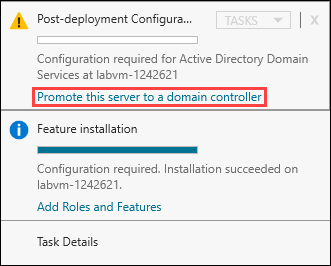 Post-deployment Configura...
TASKS
X
Configuration required for Active Directory Domain
Services at labvm-1242621
Promote this server to a domain controller
Feature installation
Configuration required. Installation succeeded on
labvm-1242621.
Add Roles and Features
Task Details